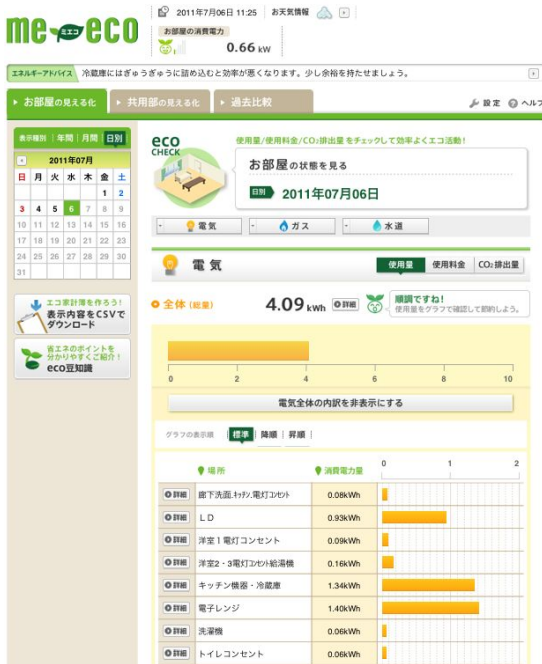 me eco
ミエコ
2011年7月06日 11:25 お天気情報
お部屋の消費電力
0.66 kW
エネルギーアドバイス 冷蔵庫にはぎゅうぎゅうに詰め込むと効率が悪くなります。少し余裕を持たせましょう。
お部屋の見える化 共用部の見える化 過去比較
設定 ヘルプ
表示種別 年間 月間 日別
2011年07月
日 月 火 水 木 金 土
1 2
3 4 5 6 7 8 9
10 11 12 13 14 15 16
17 18 19 20 21 22 23
24 25 26 27 28 29 30
31
エコ家計簿を作ろう!
表示内容をCSVで
ダウンロード
省エネのポイントを
分かりやすくご紹介!
eco豆知識
eco
CHECK
使用量/使用料金/CO₂排出量 をチェックして効率よくエコ活動!
お部屋の状態を見る
日別 2011年07月06日
電気 ガス 水道
電気
使用量 使用料金 CO₂排出量
全体 (総量) 4.09 kWh 詳細
順調ですね!
使用量をグラフで確認して節約しよう。
0 2 4 6 8 10
電気全体の内訳を非表示にする
グラフの表示順 標準 降順 昇順
場所 消費電力量 0 1 2
詳細 廊下洗面.キッチン.電灯コンセント 0.08kWh
詳細 LD 0.93kWh
詳細 洋室1電灯コンセント 0.09kWh
詳細 洋室2・3電灯コンセント給湯機 0.16kWh
詳細 キッチン機器・冷蔵庫 1.34kWh
詳細 電子レンジ 1.40kWh
詳細 洗濯機 0.06kWh
詳細 トイレコンセント 0.06kWh